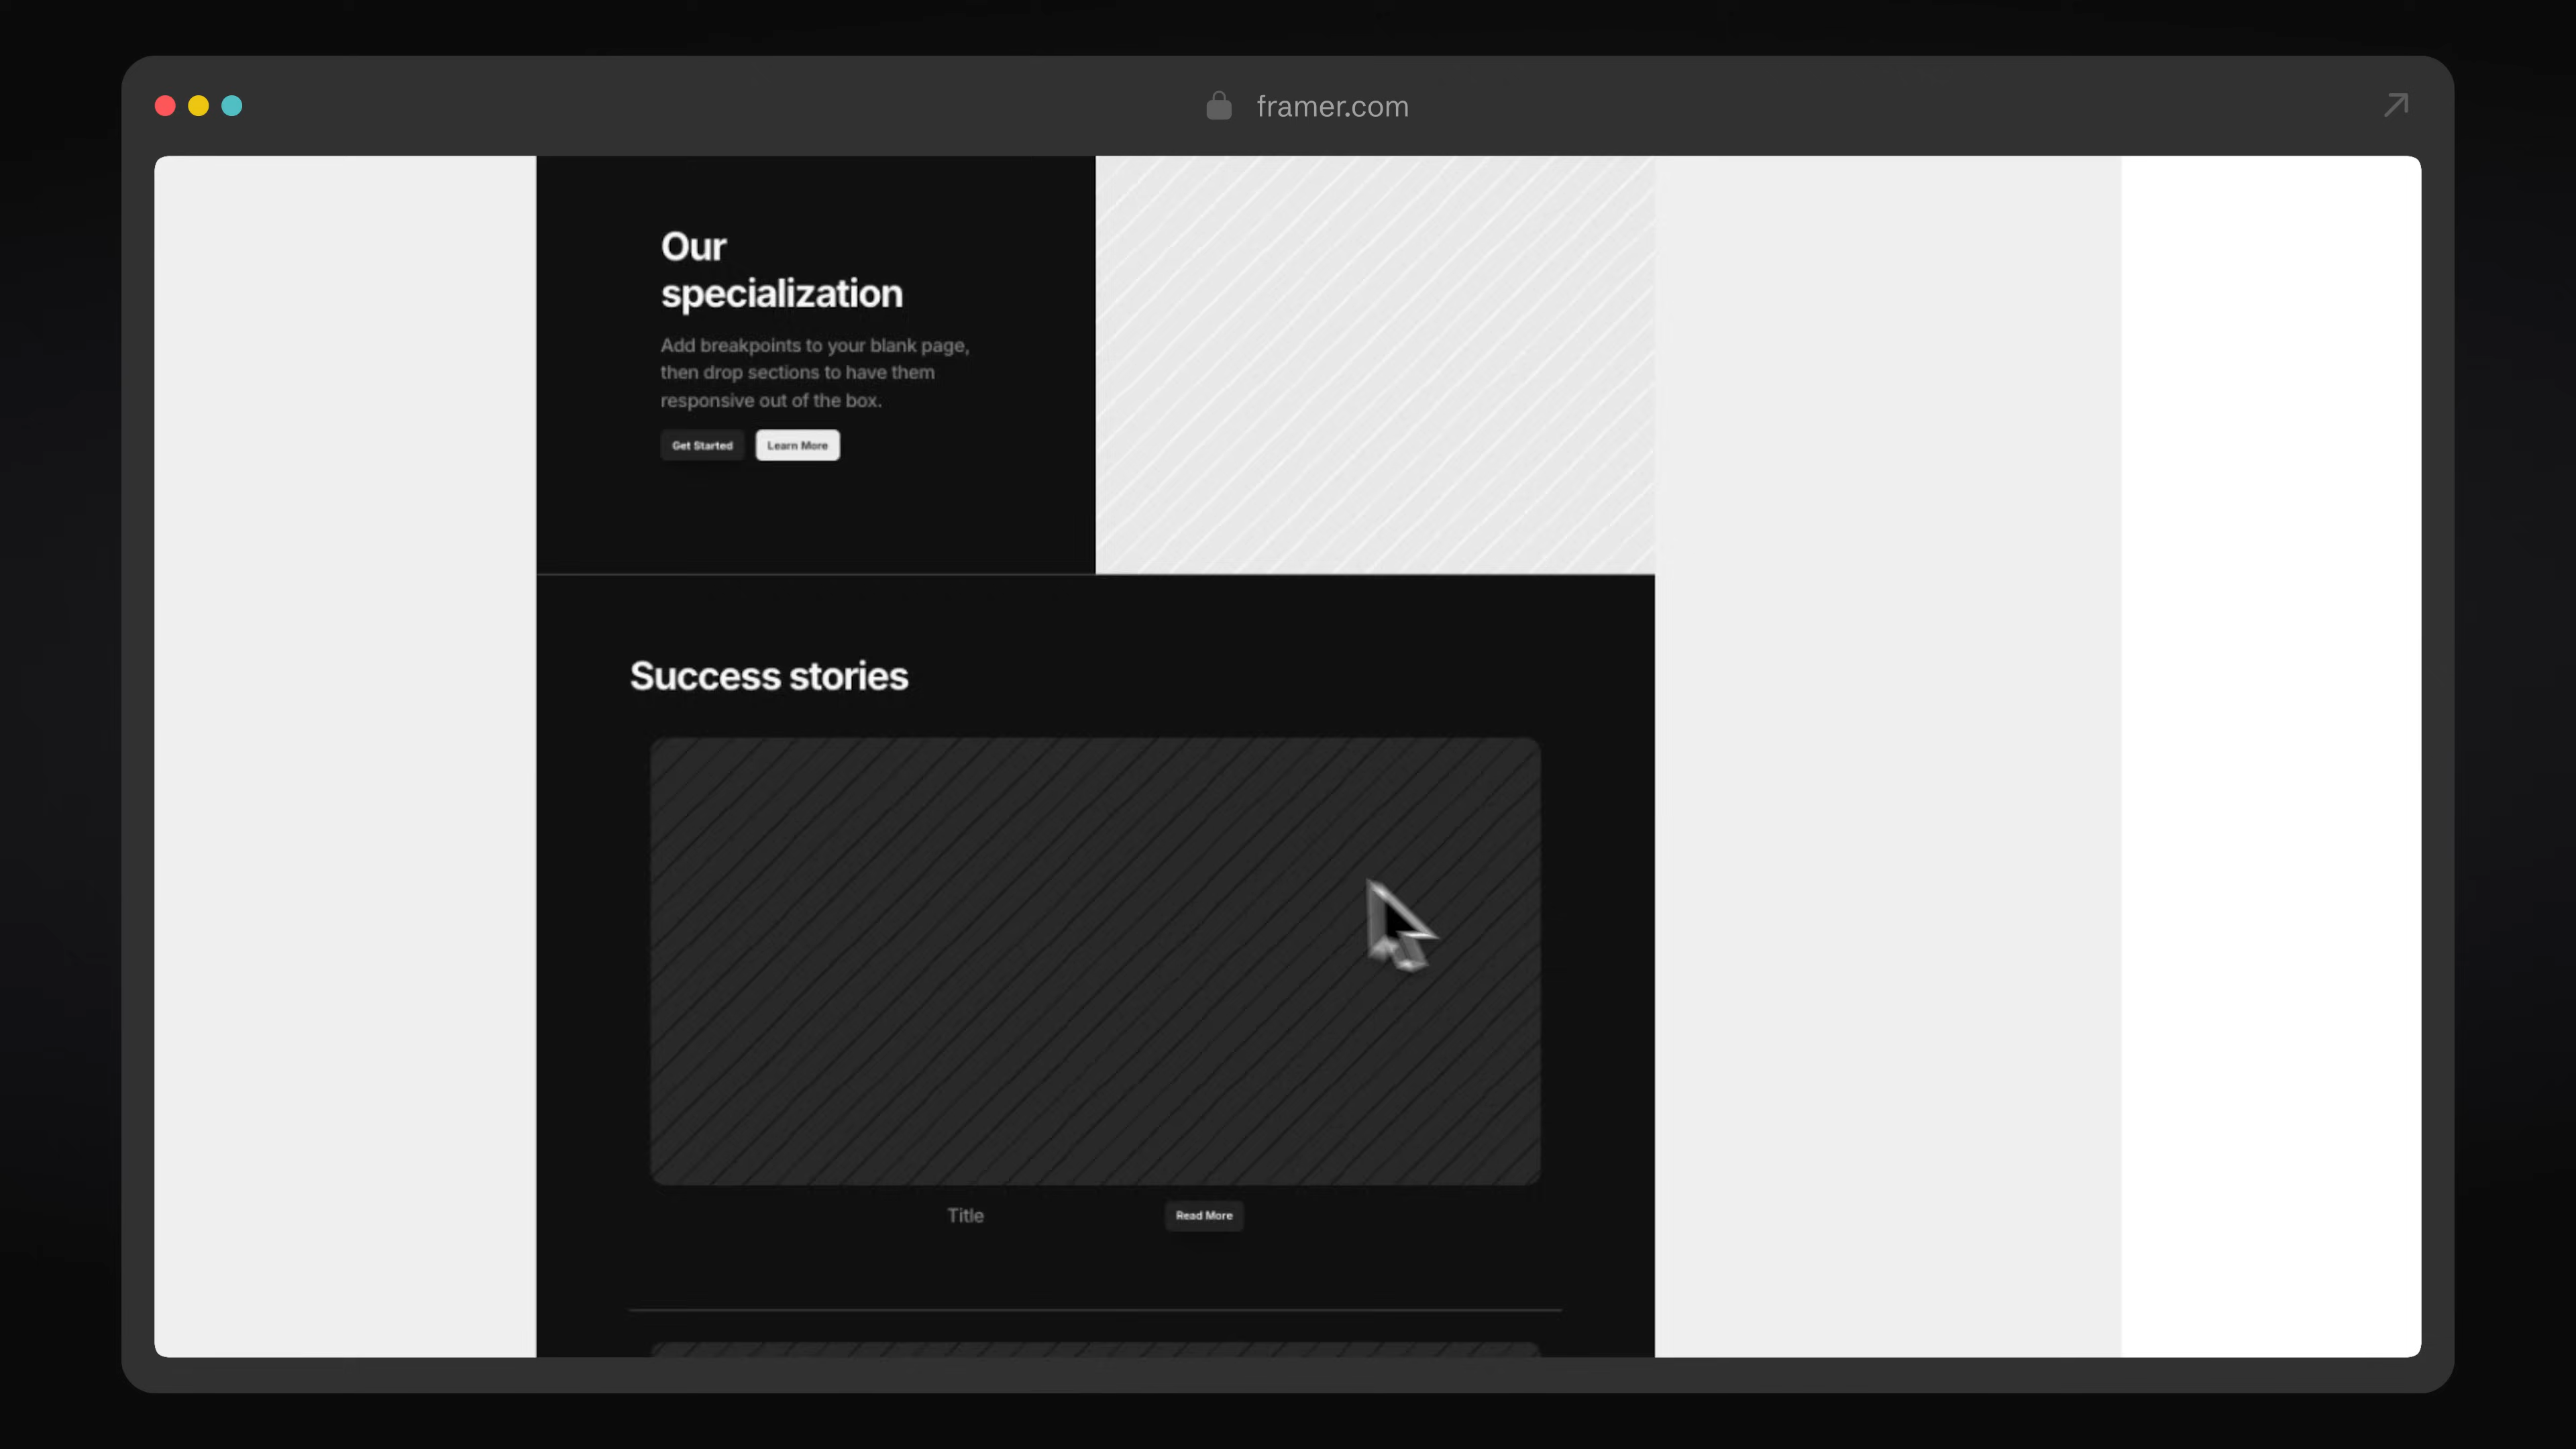 framer.com
Our
specialization
Add breakpoints to your blank page,
then drop sections to have them
responsive out of the box.
Get Started
Learn More
Success stories
Title
Read More